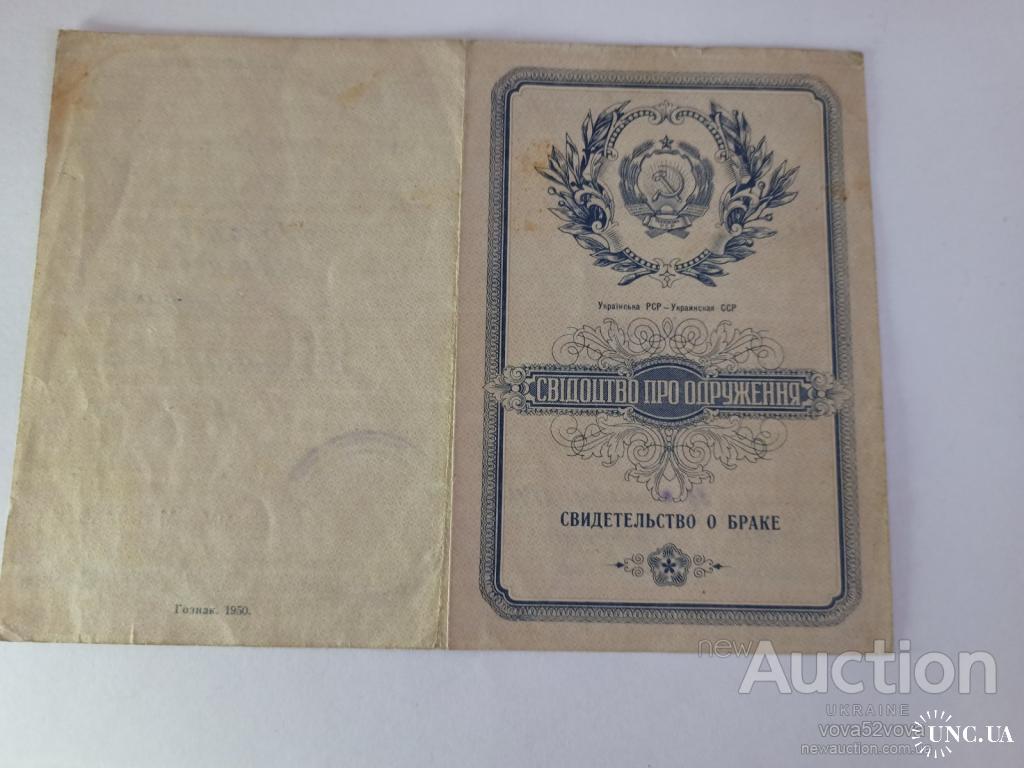 Українська РСР – Украинская ССР
СВІДОЦТВО ПРО ОДРУЖЕННЯ
СВИДЕТЕЛЬСТВО О БРАКЕ
Гознак. 1950.
new Auction
UKRAINE
vova52vova
newauction.com.ua
UNC.UA